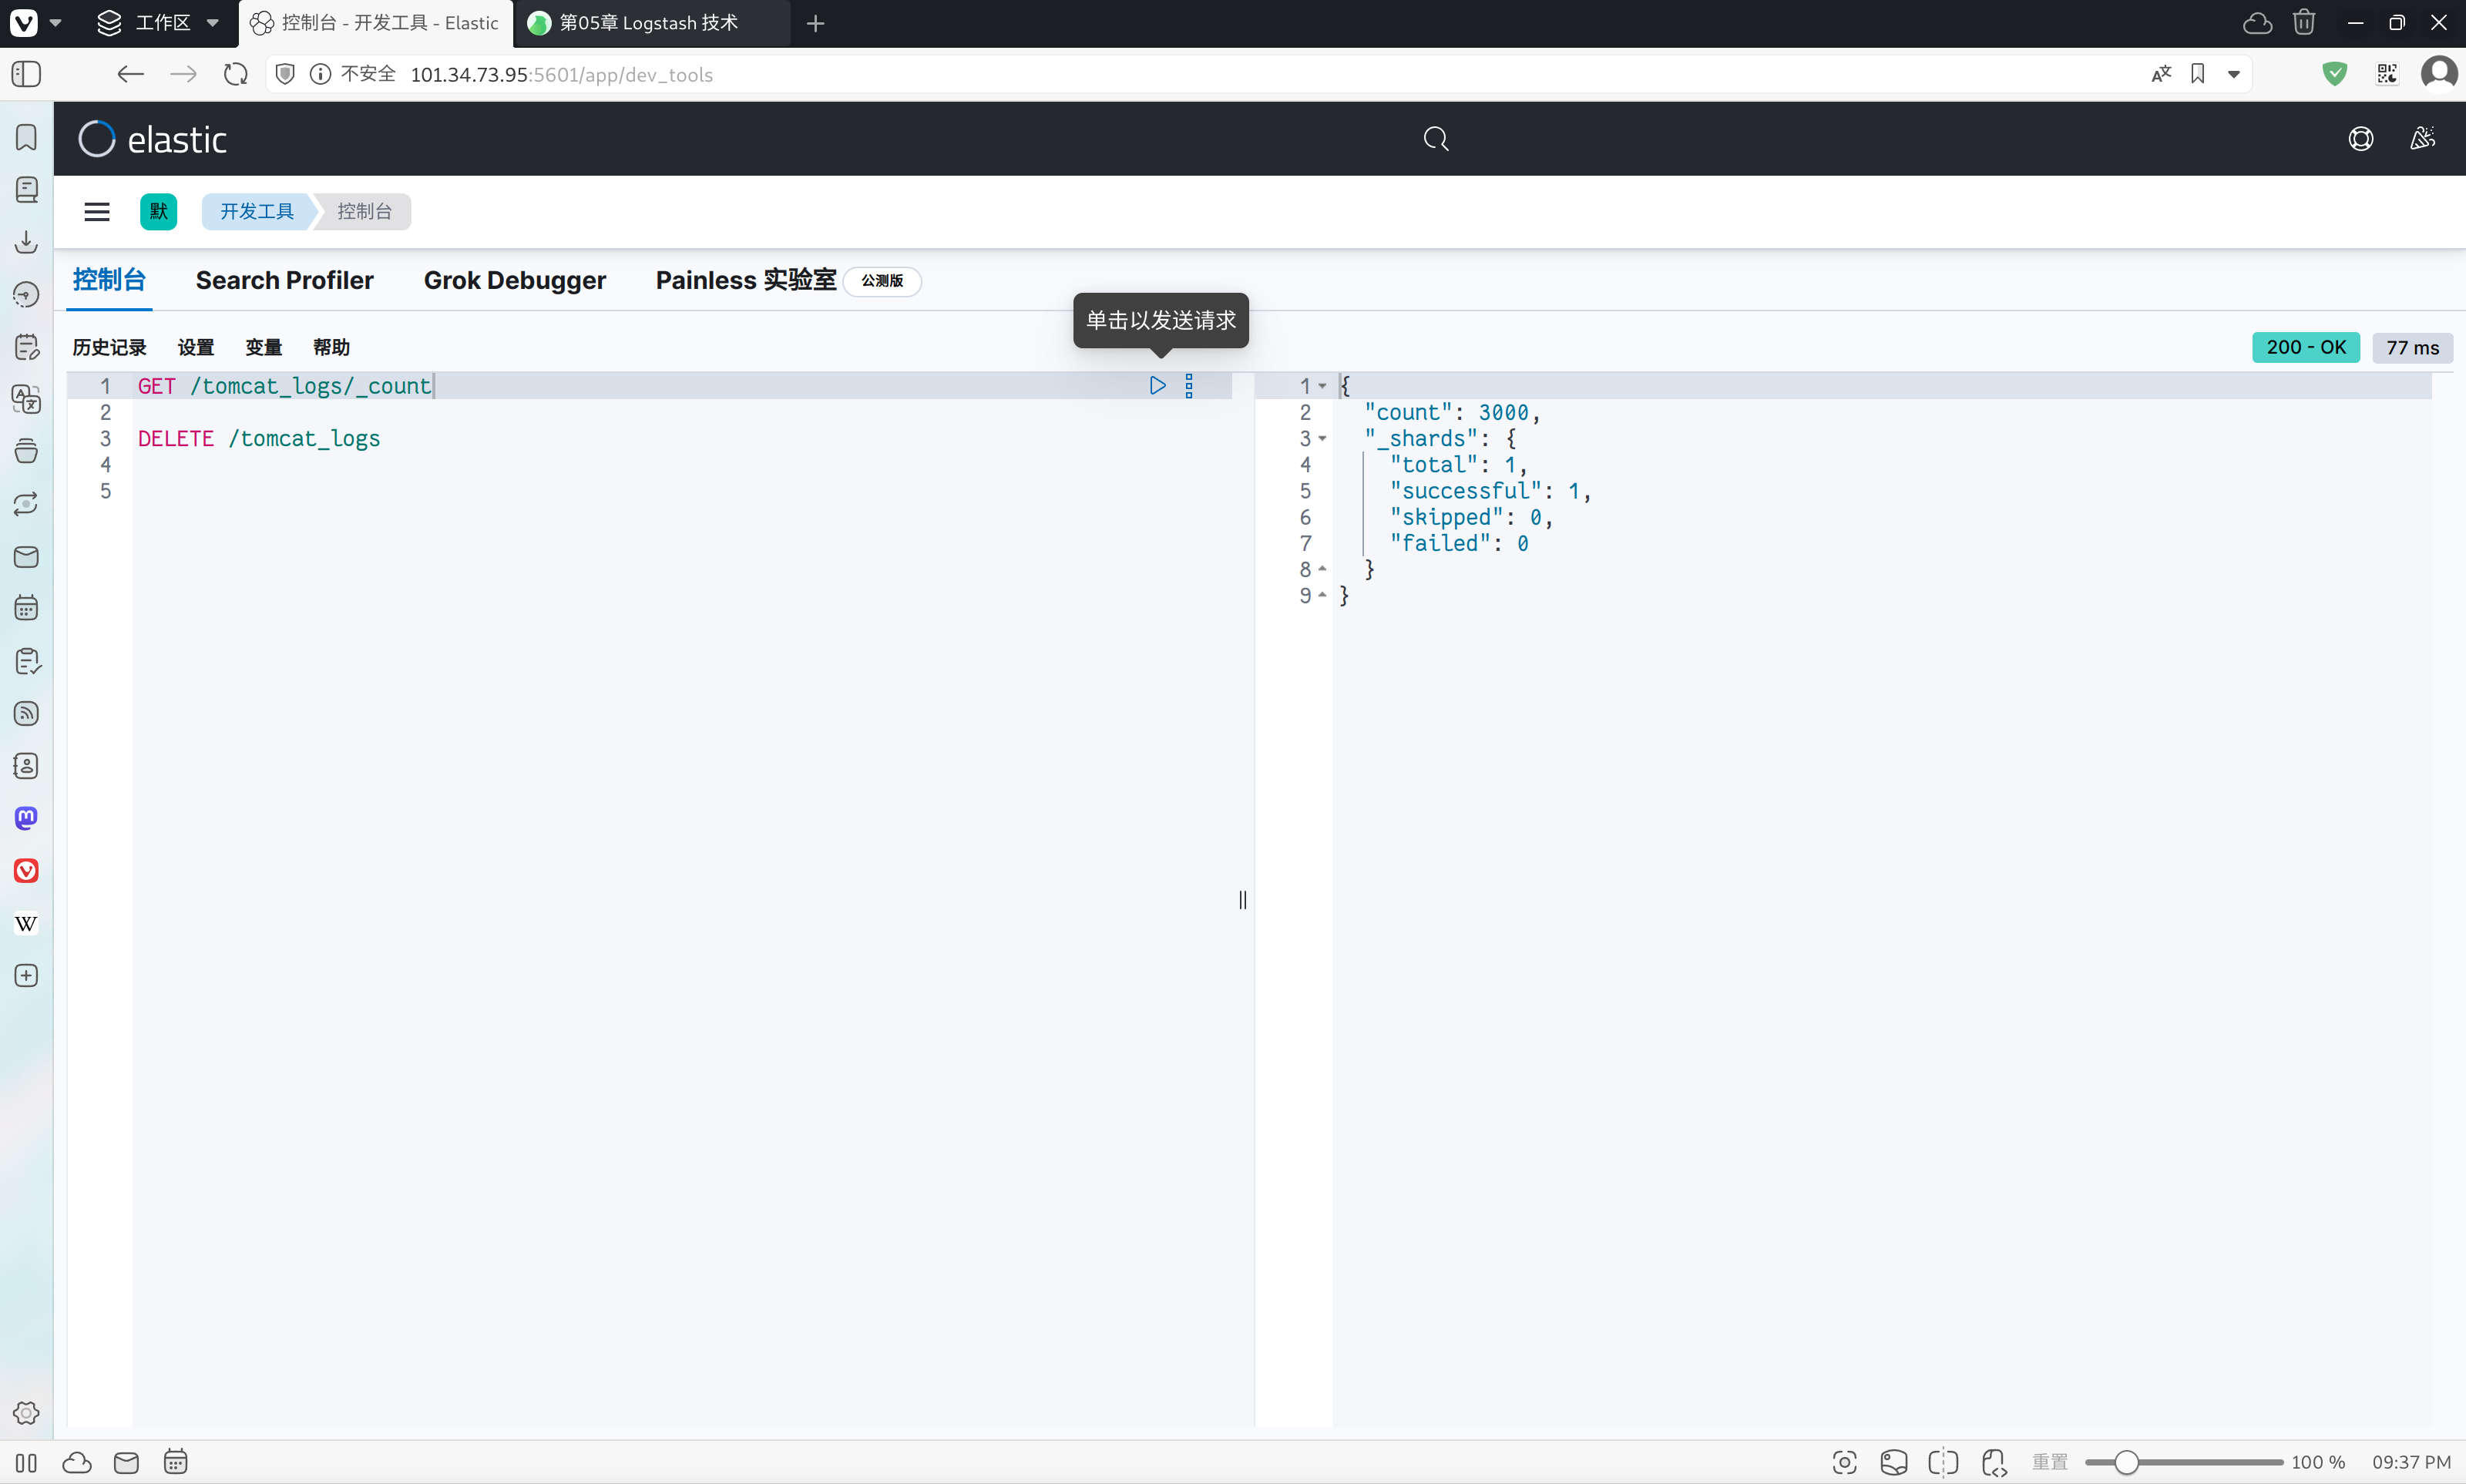 工作区
控制台 - 开发工具 - Elastic
第05章 Logstash 技术
不安全 101.34.73.95:5601/app/dev_tools
elastic
默 开发工具 控制台
控制台 Search Profiler Grok Debugger Painless 实验室 公测版
单击以发送请求
历史记录 设置 变量 帮助
200 - OK 77 ms
1 GET /tomcat_logs/_count
2
3 DELETE /tomcat_logs
4
5
1 {
2 "count": 3000,
3 "_shards": {
4 "total": 1,
5 "successful": 1,
6 "skipped": 0,
7 "failed": 0
8 }
9 }
W
重置 100 % 09:37 PM